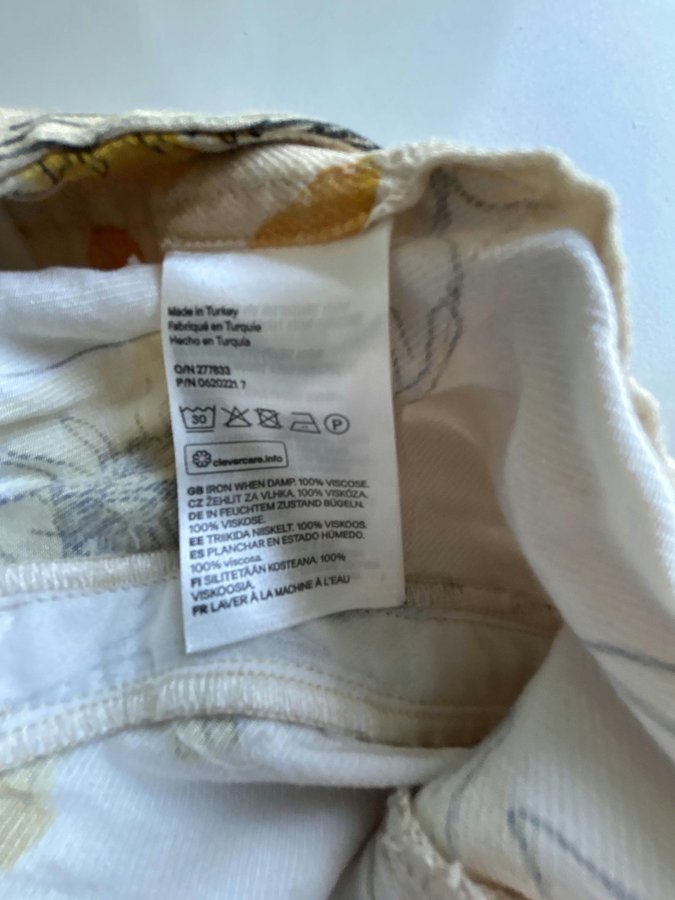 Made in Turkey
Fabriqué en Turquie
Hecho en Turquía
O/N 277833
P/N 0620221 7
30
P
clevercare.info
GB IRON WHEN DAMP. 100% VISCOSE.
CZ ŽEHLIT ZA VLHKA. 100% VISKÓZA.
DE IN FEUCHTEM ZUSTAND BÜGELN.
100% VISKOSE.
EE TRIIKIDA NIISKELT. 100% VISKOOS.
ES PLANCHAR EN ESTADO HÚMEDO.
100% viscosa.
FI SILITETÄÄN KOSTEANA. 100%
VISKOOSIA.
FR LAVER À LA MACHINE À L'EAU